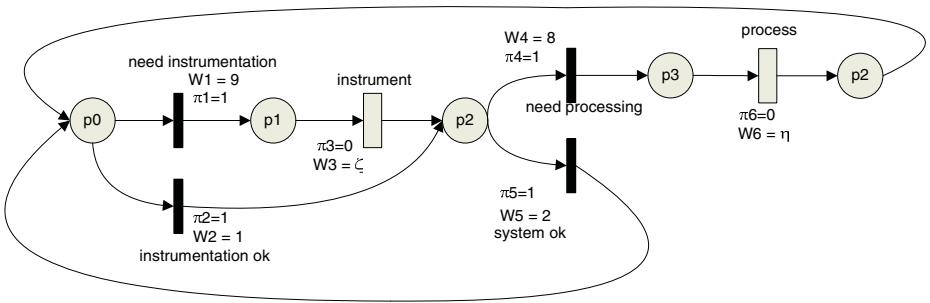 need instrumentation
W1 = 9
π1=1
instrument
W4 = 8
π4=1
process
p0
p1
p2
p3
p2
need processing
π3=0
W3 = ζ
π6=0
W6 = η
π2=1
W2 = 1
instrumentation ok
π5=1
W5 = 2
system ok